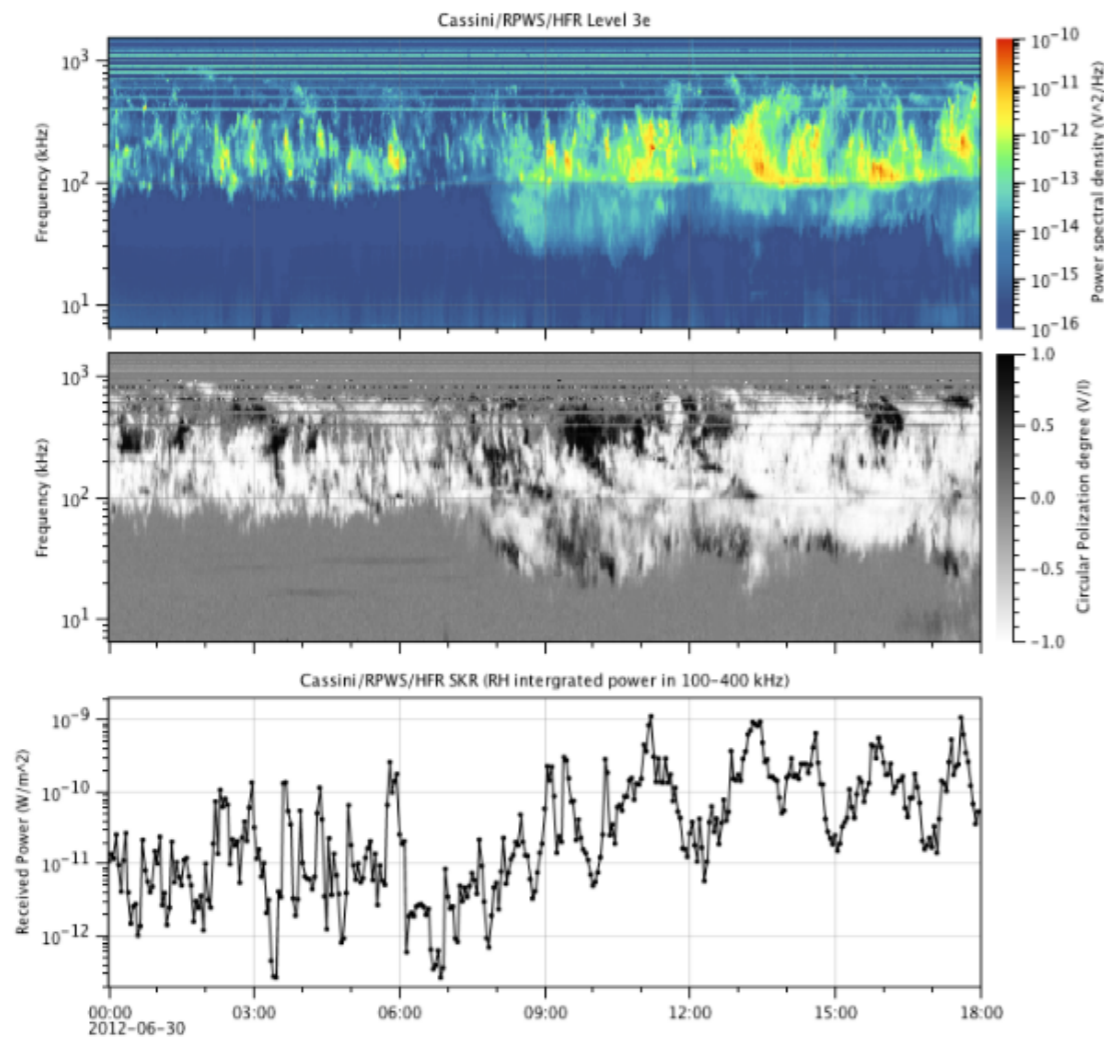 Cassini/RPWS/HFR Level 3e
Frequency (kHz)
10^3
10^2
10^1
10^-10
10^-11
10^-12
10^-13
10^-14
10^-15
10^-16
Power spectral density (V^2/Hz)
Frequency (kHz)
10^3
10^2
10^1
1.0
0.5
0.0
-0.5
-1.0
Circular Polization degree (V/I)
Cassini/RPWS/HFR SKR (RH intergrated power in 100-400 kHz)
Received Power (W/m^2)
10^-9
10^-10
10^-11
10^-12
00:00 03:00 06:00 09:00 12:00 15:00 18:00
2012-06-30